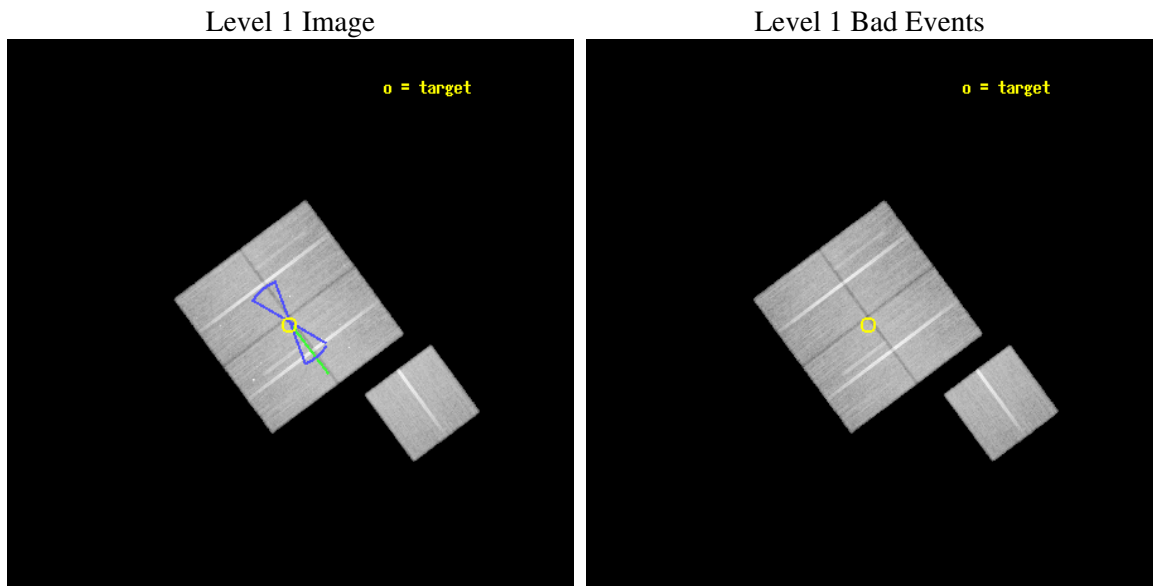 Level 1 Image
Level 1 Bad Events
o = target
o = target